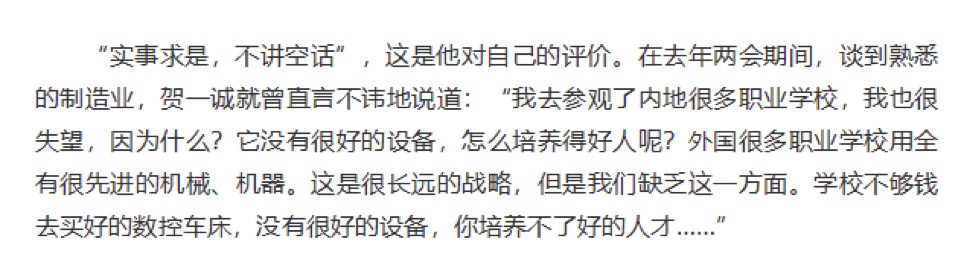 “实事求是，不讲空话”，这是他对自己的评价。在去年两会期间，谈到熟悉
的制造业，贺一诚就曾直言不讳地说道：“我去参观了内地很多职业学校，我也很
失望，因为什么？它没有很好的设备，怎么培养得好人呢？外国很多职业学校用全
有很先进的机械、机器。这是很长远的战略，但是我们缺乏这一方面。学校不够钱
去买好的数控车床，没有很好的设备，你培养不了好的人才……”